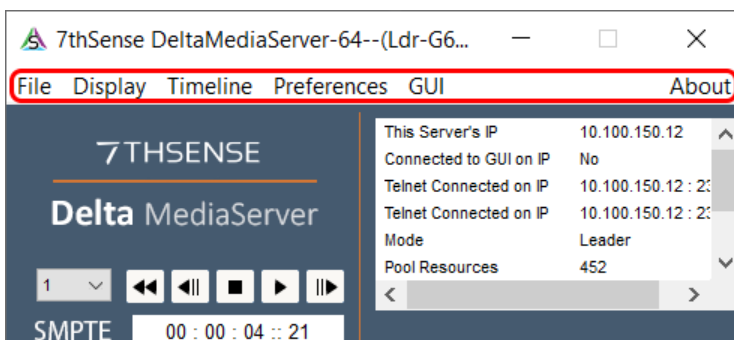 7thSense DeltaMediaServer-64--(Ldr-G6...
File Display Timeline Preferences GUI About
7THSENSE
Delta MediaServer
This Server's IP 10.100.150.12
Connected to GUI on IP No
Telnet Connected on IP 10.100.150.12 : 23
Telnet Connected on IP 10.100.150.12 : 23
Mode Leader
Pool Resources 452
1
SMPTE 00 : 00 : 04 :: 21